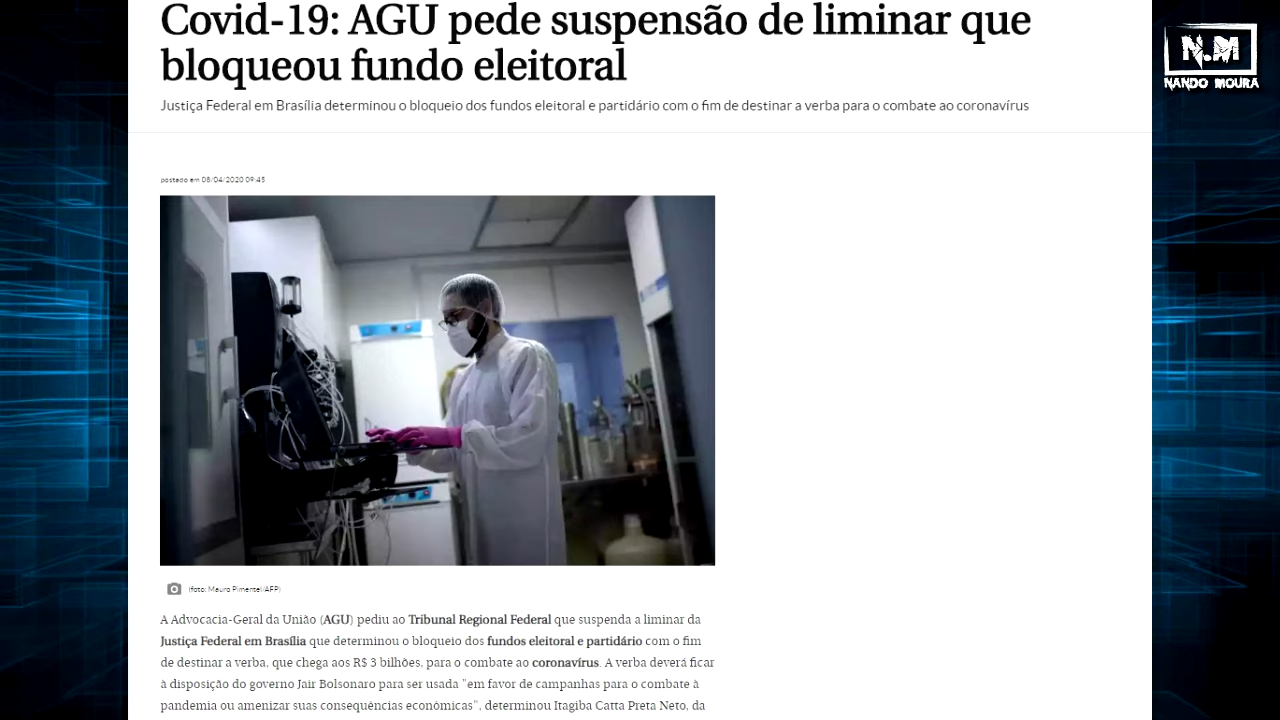 Covid-19: AGU pede suspensão de liminar que
bloqueou fundo eleitoral
Justiça Federal em Brasília determinou o bloqueio dos fundos eleitoral e partidário com o fim de destinar a verba para o combate ao coronavírus
N.M
NANDO MOURA
postado em 08/04/2020 09:45
(foto: Mauro Pimentel/AFP)
A Advocacia-Geral da União (AGU) pediu ao Tribunal Regional Federal que suspenda a liminar da
Justiça Federal em Brasília que determinou o bloqueio dos fundos eleitoral e partidário com o fim
de destinar a verba, que chega aos R$ 3 bilhões, para o combate ao coronavírus. A verba deverá ficar
à disposição do governo Jair Bolsonaro para ser usada "em favor de campanhas para o combate à
pandemia ou amenizar suas consequências econômicas", determinou Itagiba Catta Preta Neto, da